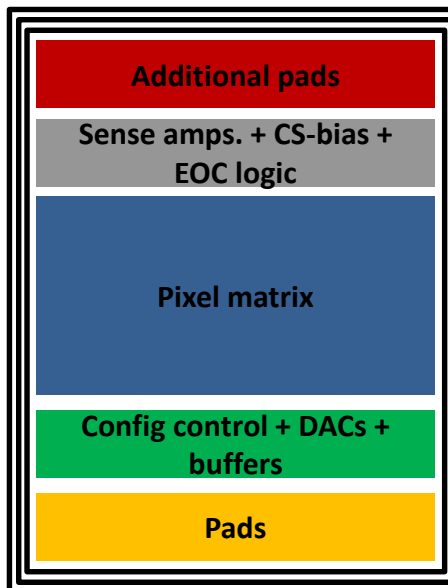 Additional pads
Sense amps. + CS-bias +
EOC logic
Pixel matrix
Config control + DACs +
buffers
Pads